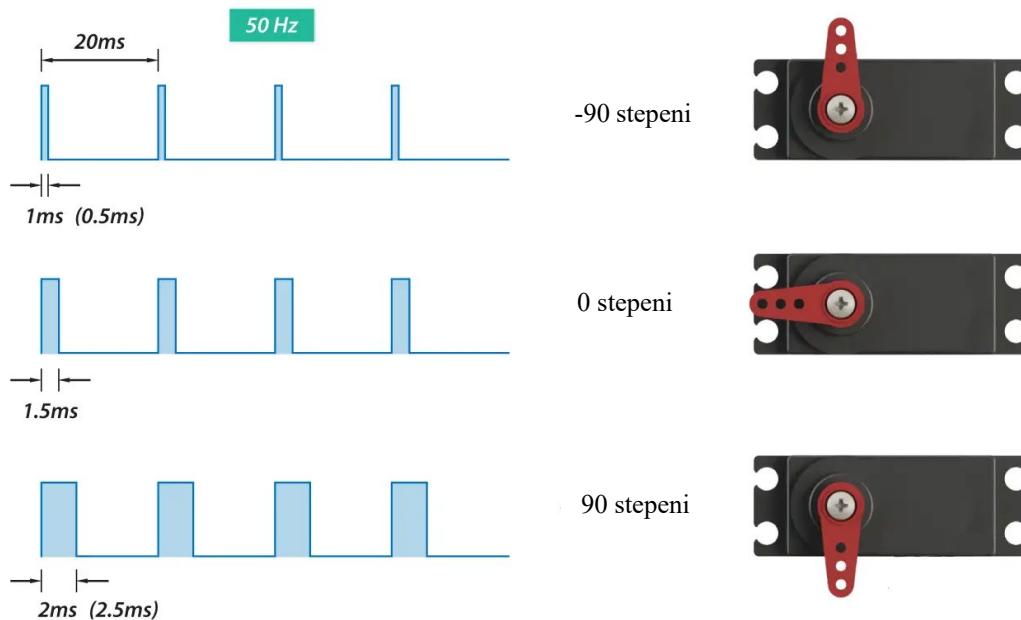 50 Hz
20ms
-90 stepeni
1ms (0.5ms)
0 stepeni
1.5ms
90 stepeni
2ms (2.5ms)